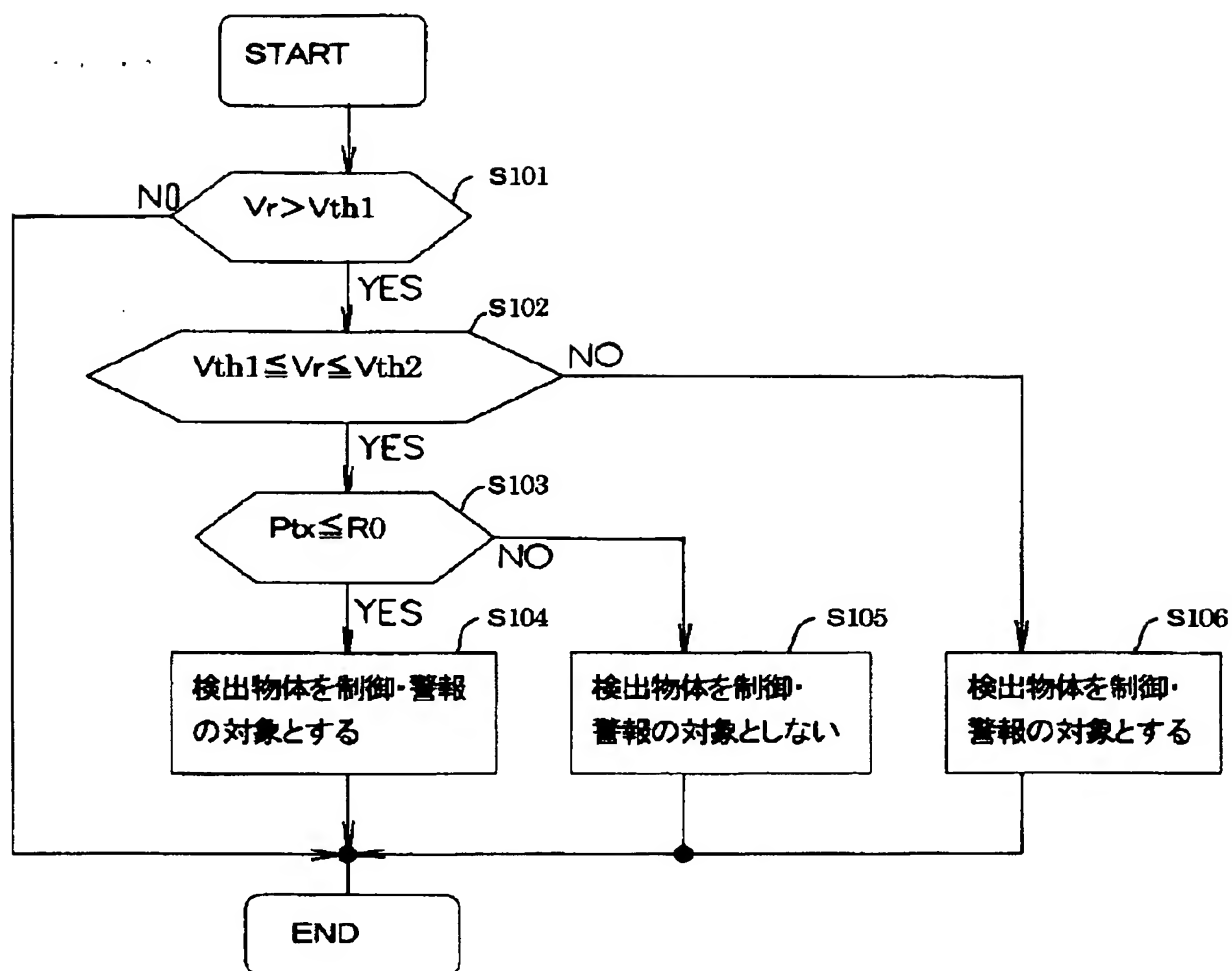 START
S101
NO
Vr>Vth1
YES
S102
Vth1≦Vr≦Vth2
NO
YES
S103
Ptx≦R0
NO
YES
S104
S105
S106
検出物体を制御・警報
の対象とする
検出物体を制御・
警報の対象としない
検出物体を制御・
警報の対象とする
END